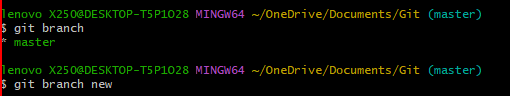 lenovo X250@DESKTOP-T5P1O28 MINGW64 ~/OneDrive/Documents/Git (master)
$ git branch
* master
lenovo X250@DESKTOP-T5P1O28 MINGW64 ~/OneDrive/Documents/Git (master)
$ git branch new